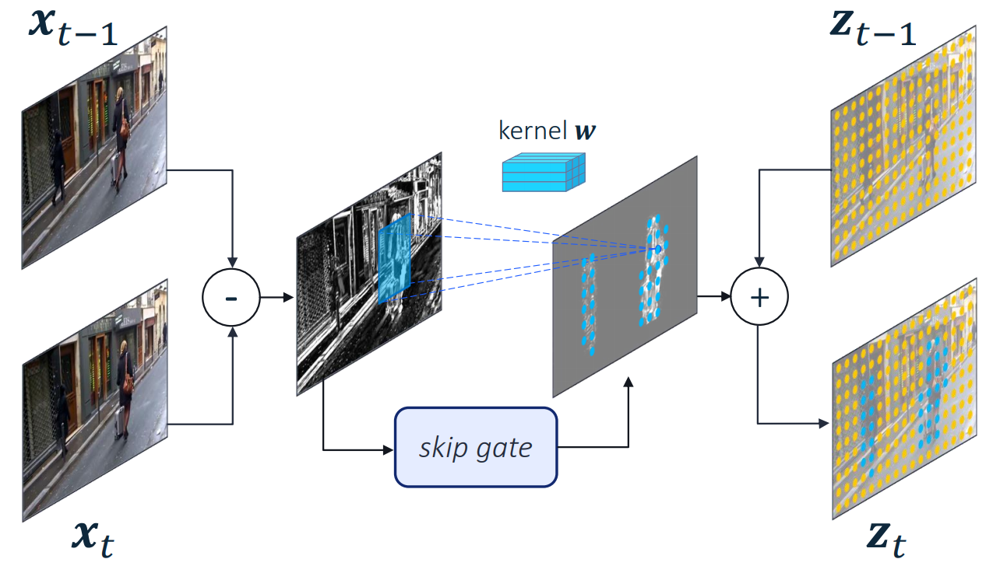 x_{t-1}
z_{t-1}
kernel w
-
+
skip gate
x_t
z_t